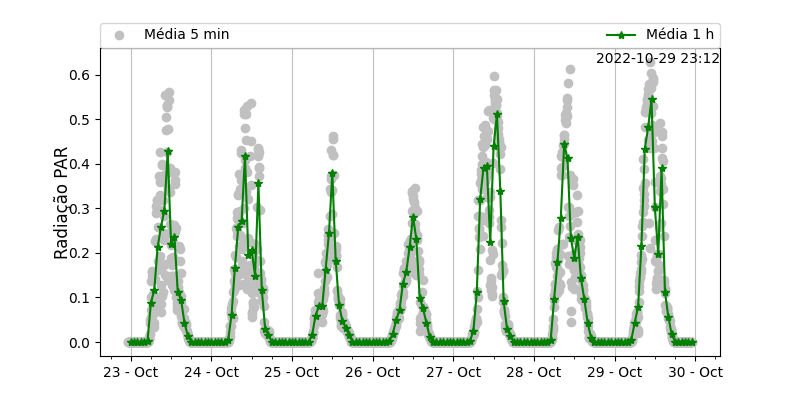 Média 5 min
Média 1 h
2022-10-29 23:12
Radiação PAR
0.6
0.5
0.4
0.3
0.2
0.1
0.0
23 - Oct
24 - Oct
25 - Oct
26 - Oct
27 - Oct
28 - Oct
29 - Oct
30 - Oct